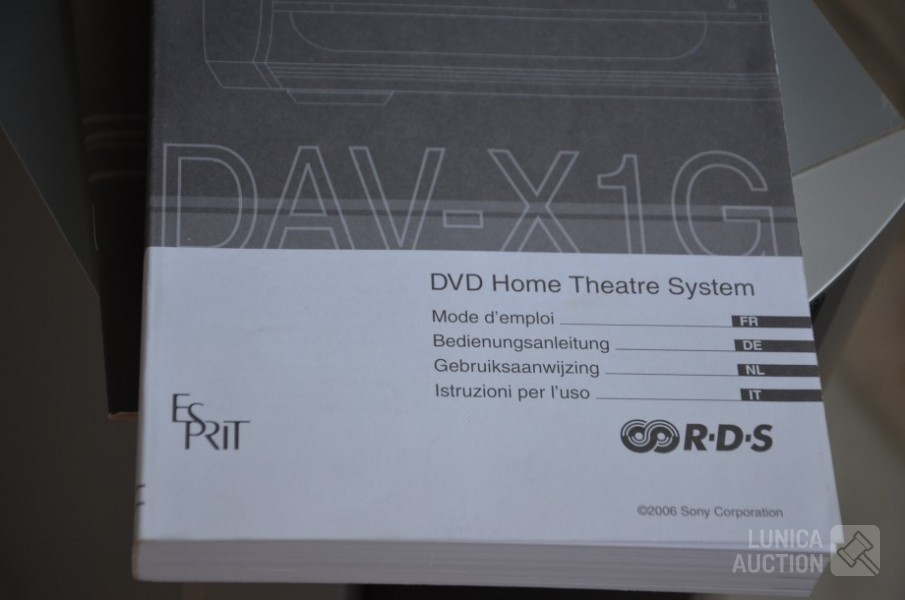 DAV-X1G
DVD Home Theatre System
Mode d'emploi FR
Bedienungsanleitung DE
Gebruiksaanwijzing NL
Istruzioni per l'uso IT
ESPRIT
R·D·S
©2006 Sony Corporation
LUNICA
AUCTION